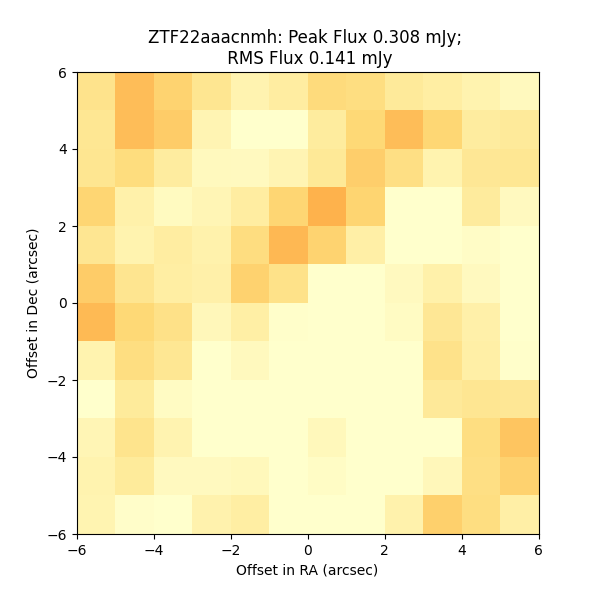 ZTF22aaacnmh: Peak Flux 0.308 mJy;
RMS Flux 0.141 mJy
6
4
2
0
−2
−4
−6
Offset in Dec (arcsec)
−6 −4 −2 0 2 4 6
Offset in RA (arcsec)